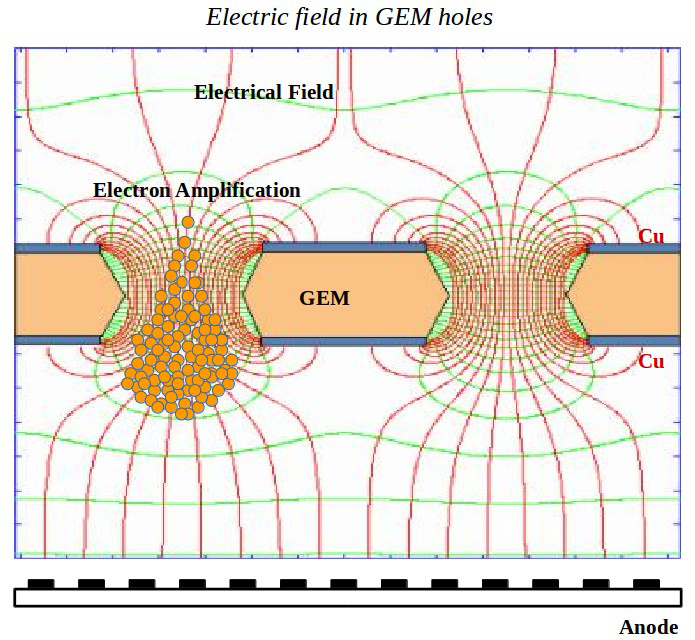 Electric field in GEM holes
Electrical Field
Electron Amplification
Cu
GEM
Cu
Anode